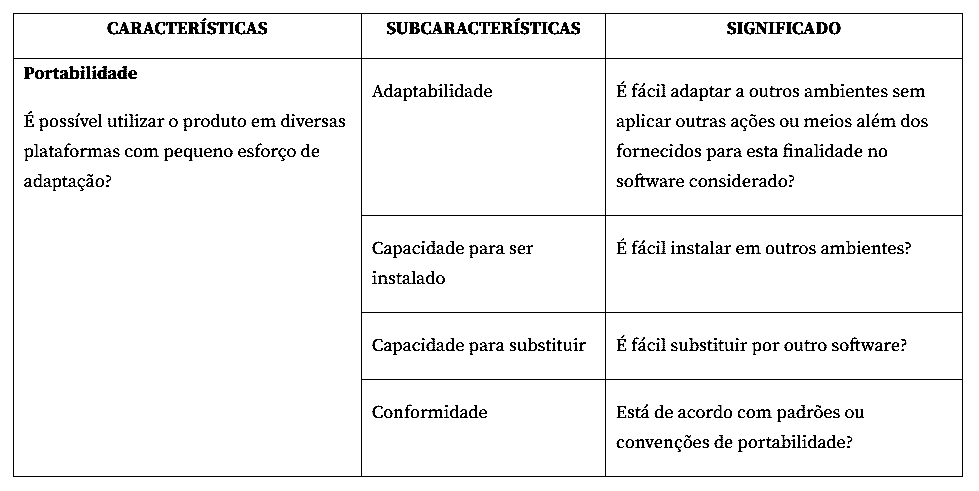 CARACTERÍSTICAS
SUBCARACTERÍSTICAS
SIGNIFICADO
Portabilidade
É possível utilizar o produto em diversas
plataformas com pequeno esforço de
adaptação?
Adaptabilidade
É fácil adaptar a outros ambientes sem
aplicar outras ações ou meios além dos
fornecidos para esta finalidade no
software considerado?
Capacidade para ser
instalado
É fácil instalar em outros ambientes?
Capacidade para substituir
É fácil substituir por outro software?
Conformidade
Está de acordo com padrões ou
convenções de portabilidade?